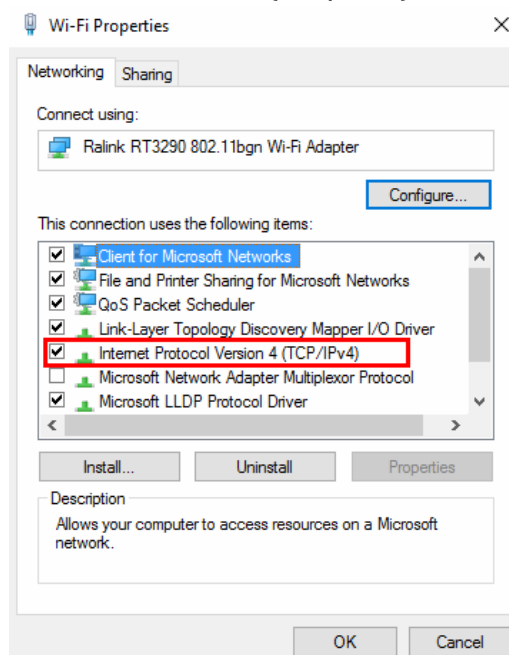 Wi-Fi Properties
Networking Sharing
Connect using:
Ralink RT3290 802.11bgn Wi-Fi Adapter
Configure...
This connection uses the following items:
Client for Microsoft Networks
File and Printer Sharing for Microsoft Networks
QoS Packet Scheduler
Link-Layer Topology Discovery Mapper I/O Driver
Internet Protocol Version 4 (TCP/IPv4)
Microsoft Network Adapter Multiplexor Protocol
Microsoft LLDP Protocol Driver
Install... Uninstall Properties
Description
Allows your computer to access resources on a Microsoft
network.
OK Cancel